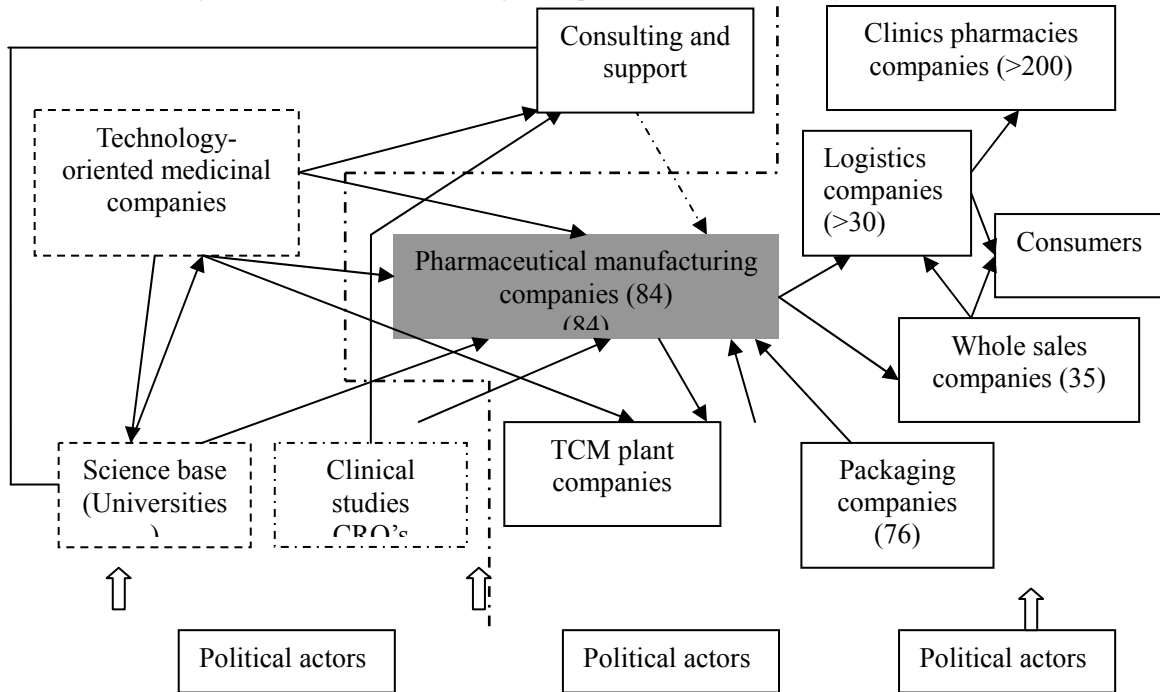 Consulting and
support
Clinics pharmacies
companies (>200)
Technology-
oriented medicinal
companies
Logistics
companies
(>30)
Consumers
Pharmaceutical manufacturing
companies (84)
(84)
Whole sales
companies (35)
Science base
(Universities
)
Clinical
studies
CRO's
TCM plant
companies
Packaging
companies
(76)
Political actors
Political actors
Political actors